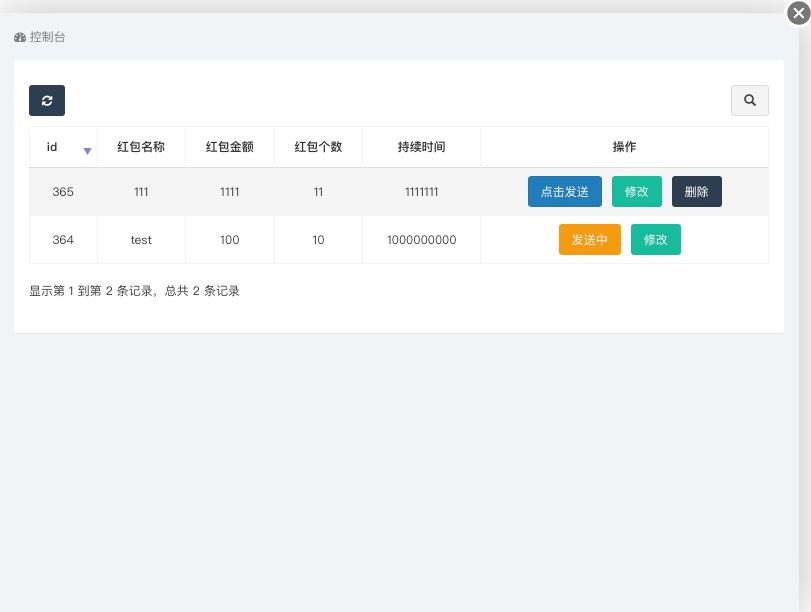 控制台
id 红包名称 红包金额 红包个数 持续时间 操作
365 111 1111 11 1111111 点击发送 修改 删除
364 test 100 10 1000000000 发送中 修改
显示第 1 到第 2 条记录，总共 2 条记录